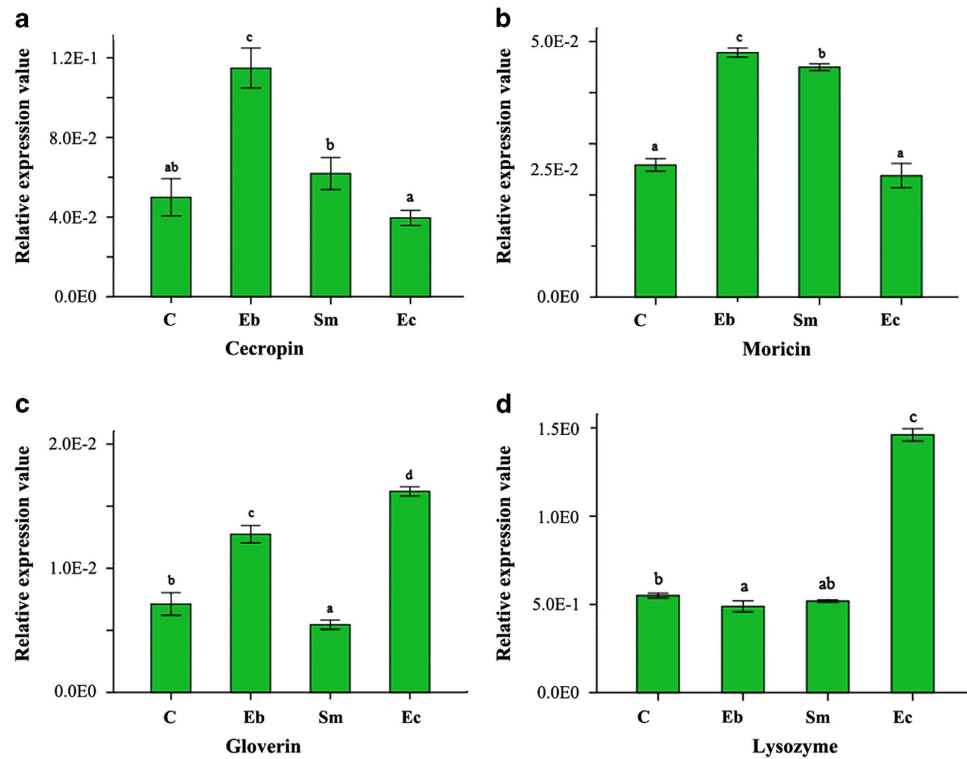 a
Relative expression value
1.2E-1
8.0E-2
4.0E-2
0.0E0
ab
c
b
a
C Eb Sm Ec
Cecropin
b
Relative expression value
5.0E-2
2.5E-2
0.0E0
a
c
b
a
C Eb Sm Ec
Moricin
c
Relative expression value
2.0E-2
1.0E-2
0.0E0
b
c
a
d
C Eb Sm Ec
Gloverin
d
Relative expression value
1.5E0
1.0E0
5.0E-1
0.0E0
b
a
ab
c
C Eb Sm Ec
Lysozyme